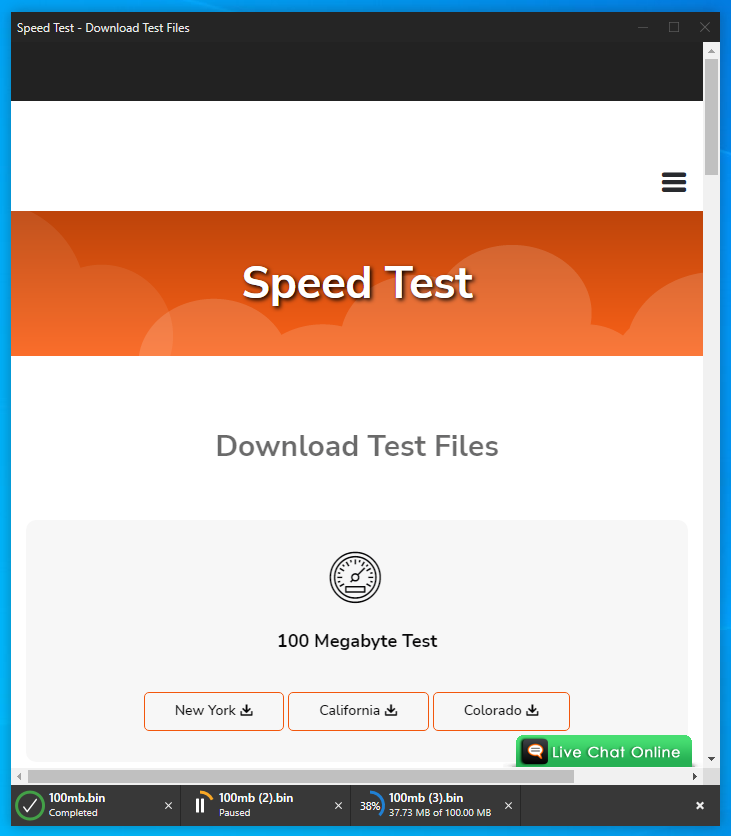 Speed Test - Download Test Files
Speed Test
Download Test Files
100 Megabyte Test
New York
California
Colorado
Live Chat Online
100mb.bin
Completed
100mb (2).bin
Paused
38%
100mb (3).bin
37.73 MB of 100.00 MB